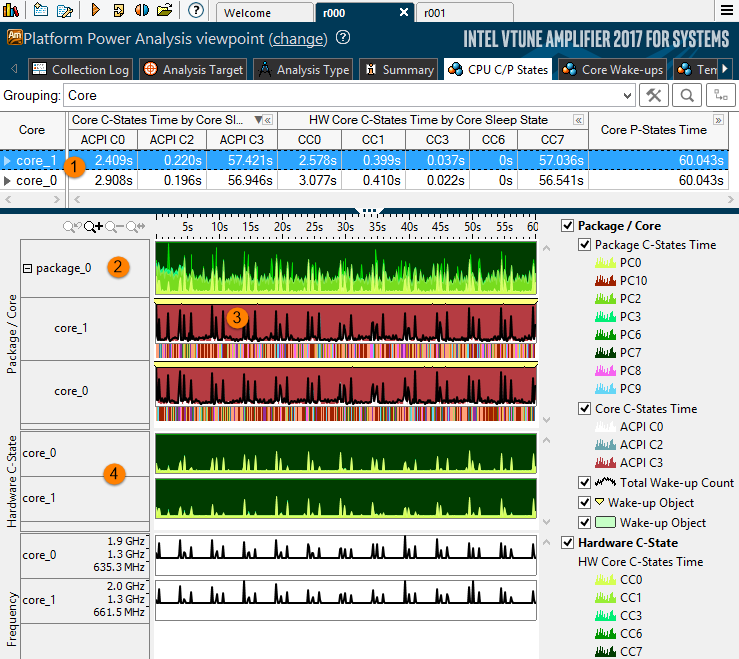 Welcome
r000
r001
Am
Platform Power Analysis viewpoint (change)
INTEL VTUNE AMPLIFIER 2017 FOR SYSTEMS
Collection Log
Analysis Target
Analysis Type
Summary
CPU C/P States
Core Wake-ups
Ten
Grouping:
Core
Core
Core C-States Time by Core Sl...
HW Core C-States Time by Core Sleep State
Core P-States Time
ACPI C0 ACPI C2 ACPI C3 CC0 CC1 CC3 CC6 CC7
core_1 2.409s 0.220s 57.421s 2.578s 0.399s 0.037s 0s 57.036s 60.043s
1
core_0 2.908s 0.196s 56.946s 3.077s 0.410s 0.022s 0s 56.541s 60.043s
5s 10s 15s 20s 25s 30s 35s 40s 45s 50s 55s 60
Package / Core
package_0
2
core_1
3
core_0
Hardware C-State
core_0
4
core_1
Frequency
core_0
1.9 GHz
1.3 GHz
635.3 MHz
core_1
2.0 GHz
1.3 GHz
661.5 MHz
Package / Core
Package C-States Time
PC0
PC10
PC2
PC3
PC6
PC7
PC8
PC9
Core C-States Time
ACPI C0
ACPI C2
ACPI C3
Total Wake-up Count
Wake-up Object
Wake-up Object
Hardware C-State
HW Core C-States Time
CC0
CC1
CC3
CC6
CC7